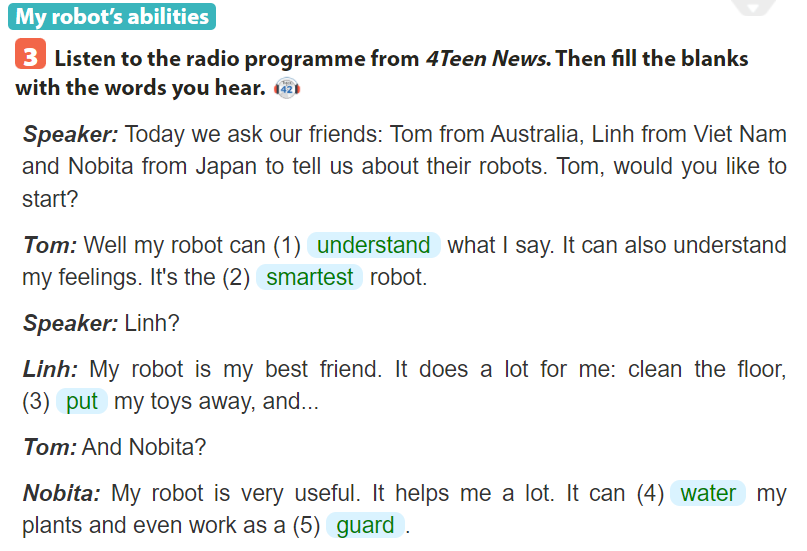 My robot's abilities
3 Listen to the radio programme from 4Teen News. Then fill the blanks
with the words you hear. 42
Speaker: Today we ask our friends: Tom from Australia, Linh from Viet Nam
and Nobita from Japan to tell us about their robots. Tom, would you like to
start?
Tom: Well my robot can (1) understand what I say. It can also understand
my feelings. It's the (2) smartest robot.
Speaker: Linh?
Linh: My robot is my best friend. It does a lot for me: clean the floor,
(3) put my toys away, and...
Tom: And Nobita?
Nobita: My robot is very useful. It helps me a lot. It can (4) water my
plants and even work as a (5) guard.